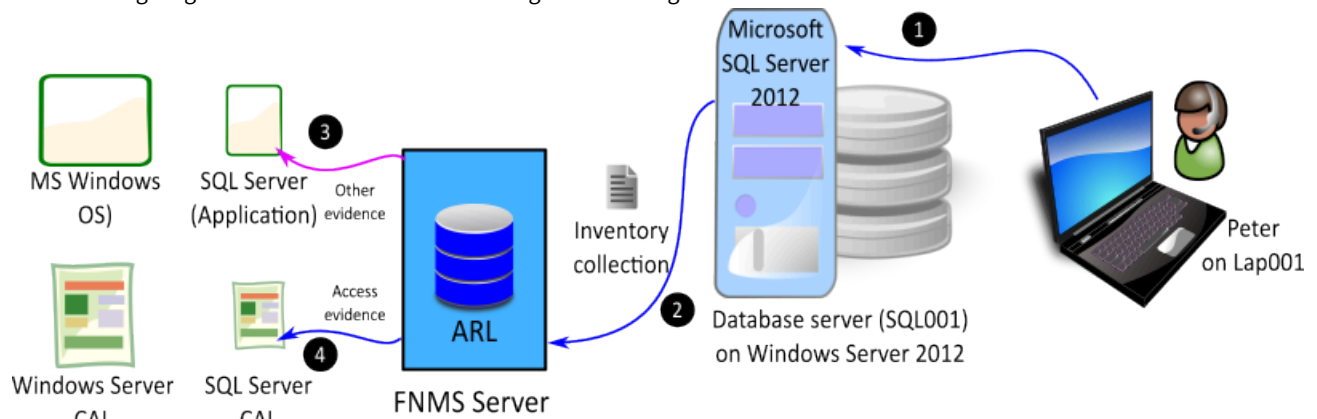 Microsoft
SQL Server
2012
1
MS Windows
OS)
SQL Server
(Application)
3
Other
evidence
Inventory
collection
ARL
Peter
on Lap001
Access
evidence
2
4
Database server (SQL001)
on Windows Server 2012
Windows Server
SQL Server
FNMS Server